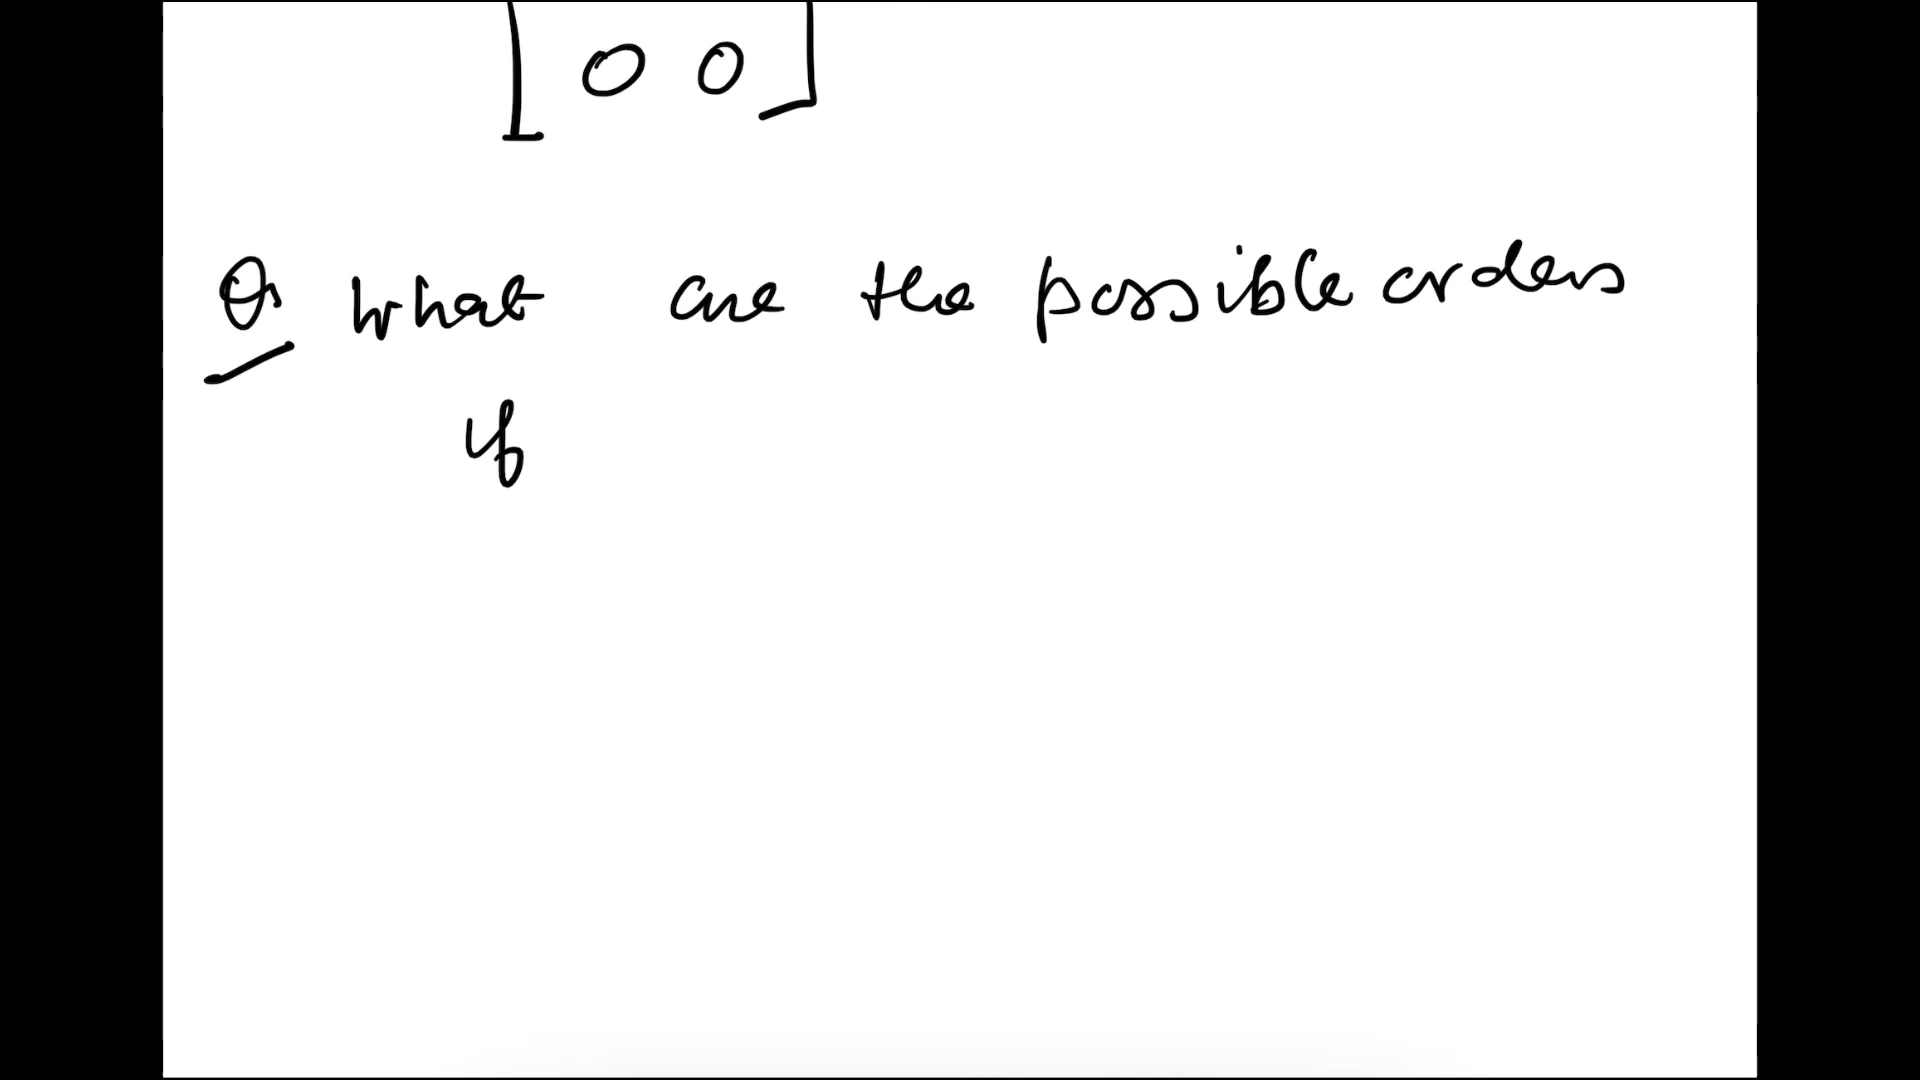 [ 0 0 ]
Q What are the possible orders
if